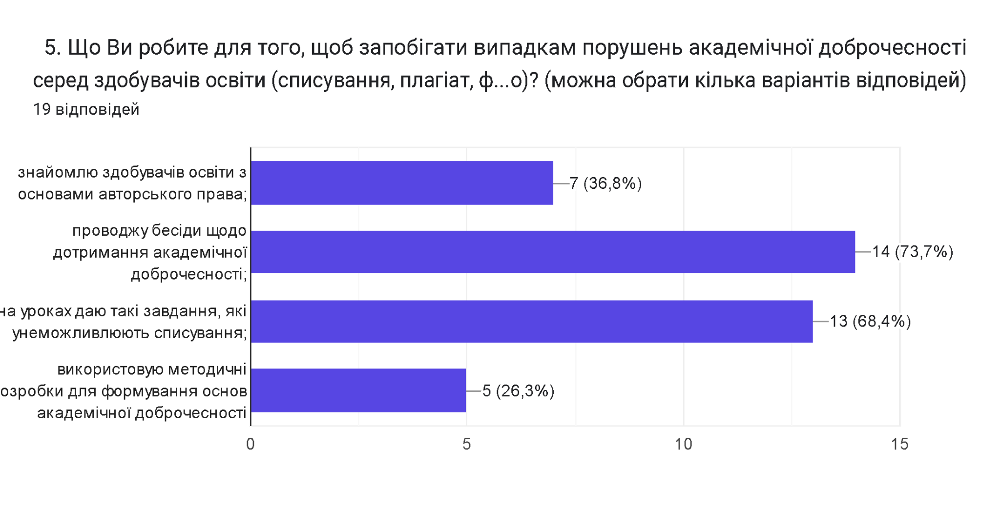 5. Що Ви робите для того, щоб запобігати випадкам порушень академічної доброчесності
серед здобувачів освіти (списування, плагіат, ф...о)? (можна обрати кілька варіантів відповідей)
19 відповідей
знайомлю здобувачів освіти з
основами авторського права;
7 (36,8%)
проводжу бесіди щодо
дотримання академічної
доброчесності;
14 (73,7%)
на уроках даю такі завдання, які
унеможливлюють списування;
13 (68,4%)
використовую методичні
озробки для формування основ
академічної доброчесності
5 (26,3%)
0 5 10 15